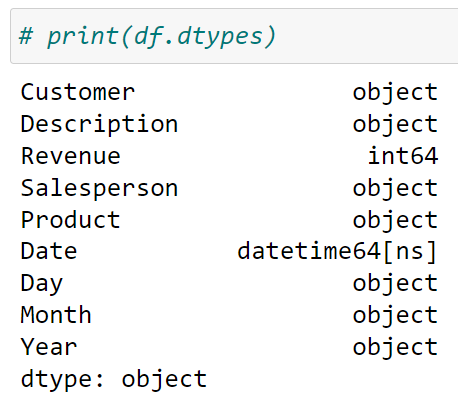 # print(df.dtypes)
Customer object
Description object
Revenue int64
Salesperson object
Product object
Date datetime64[ns]
Day object
Month object
Year object
dtype: object